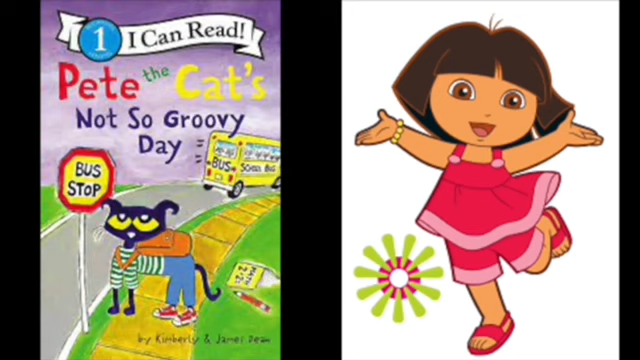 1 I Can Read!
Pete the Cat's
Not So Groovy
Day
BUS
SCHOOL BUS
BUS
STOP
MATH
by Kimberly & James Dean